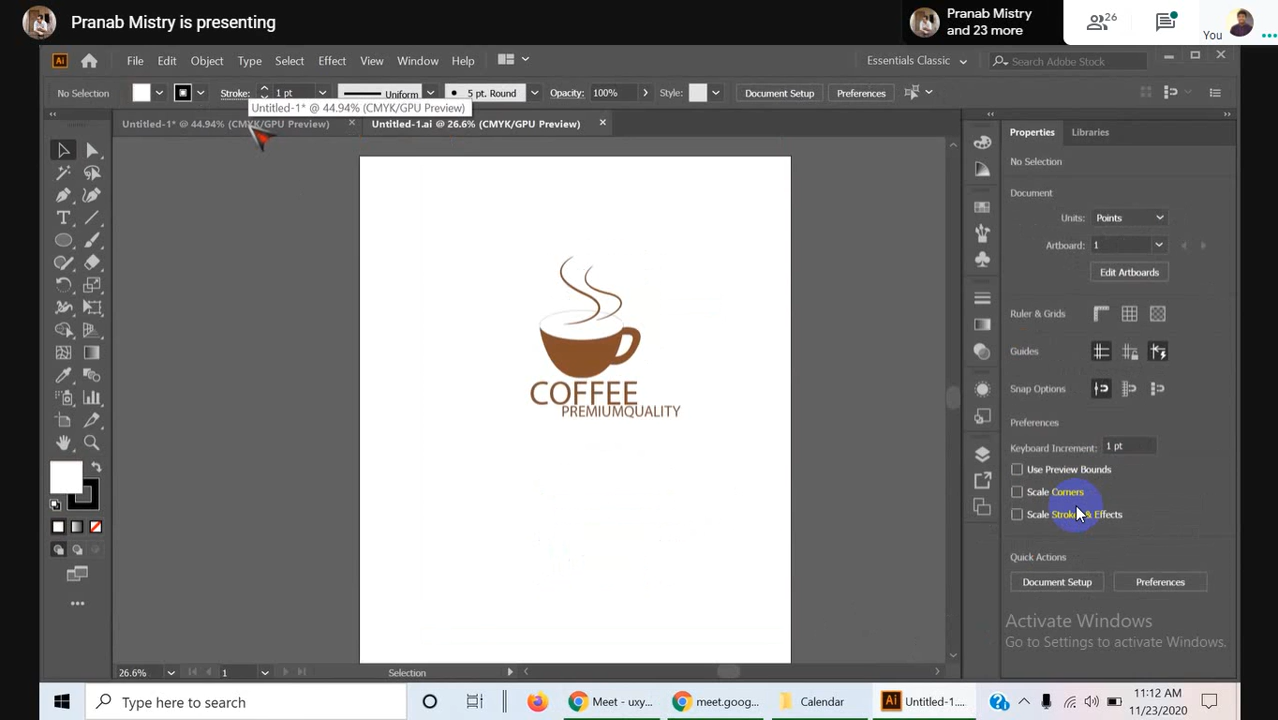 Pranab Mistry is presenting
Pranab Mistry
and 23 more
26
You
Ai
File Edit Object Type Select Effect View Window Help
Essentials Classic
Search Adobe Stock
No Selection
Stroke: 1 pt
Uniform
5 pt. Round
Opacity: 100%
Style:
Document Setup
Preferences
Untitled-1* @ 44.94% (CMYK/GPU Preview)
Untitled-1* @ 44.94% (CMYK/GPU Preview)
Untitled-1.ai @ 26.6% (CMYK/GPU Preview)
COFFEE
PREMIUMQUALITY
Properties Libraries
No Selection
Document
Units: Points
Artboard: 1
Edit Artboards
Ruler & Grids
Guides
Snap Options
Preferences
Keyboard Increment: 1 pt
Use Preview Bounds
Scale Corners
Scale Strokes & Effects
Quick Actions
Document Setup Preferences
Activate Windows
Go to Settings to activate Windows.
26.6% 1 Selection
Type here to search
Meet - uxy...
meet.goog...
Calendar
Ai Untitled-1....
11:12 AM
11/23/2020